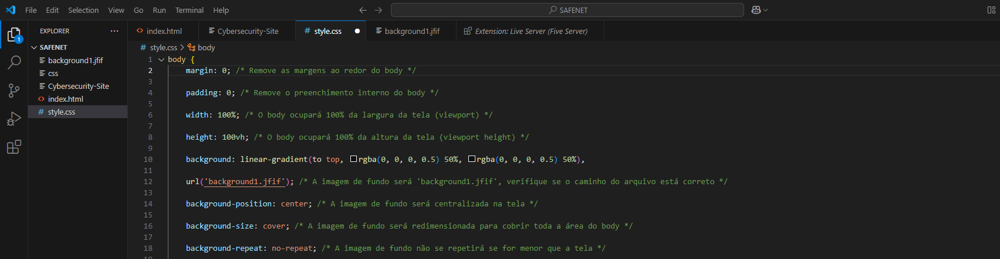 File Edit Selection View Go Run Terminal Help
SAFENET
EXPLORER ...
index.html Cybersecurity-Site style.css background1.jfif Extension: Live Server (Five Server)
1
SAFENET
background1.jfif
css
Cybersecurity-Site
index.html
style.css
style.css > body
1 body {
2 margin: 0; /* Remove as margens ao redor do body */
3
4 padding: 0; /* Remove o preenchimento interno do body */
5
6 width: 100%; /* O body ocupará 100% da largura da tela (viewport) */
7
8 height: 100vh; /* O body ocupará 100% da altura da tela (viewport height) */
9
10 background: linear-gradient(to top, rgba(0, 0, 0, 0.5) 50%, rgba(0, 0, 0, 0.5) 50%),
11
12 url('background1.jfif'); /* A imagem de fundo será 'background1.jfif', verifique se o caminho do arquivo está correto */
13
14 background-position: center; /* A imagem de fundo será centralizada na tela */
15
16 background-size: cover; /* A imagem de fundo será redimensionada para cobrir toda a área do body */
17
18 background-repeat: no-repeat; /* A imagem de fundo não se repetirá se for menor que a tela */
19